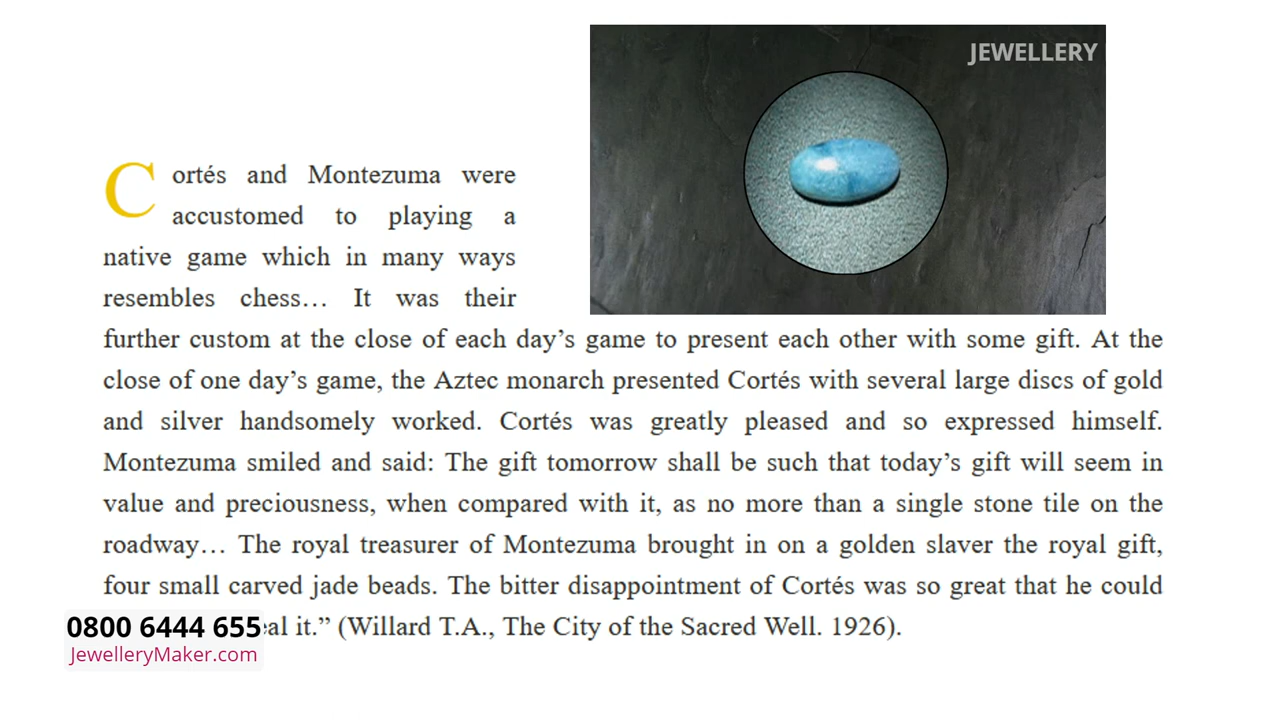 JEWELLERY
Cortés and Montezuma were
accustomed to playing a
native game which in many ways
resembles chess… It was their
further custom at the close of each day’s game to present each other with some gift. At the
close of one day’s game, the Aztec monarch presented Cortés with several large discs of gold
and silver handsomely worked. Cortés was greatly pleased and so expressed himself.
Montezuma smiled and said: The gift tomorrow shall be such that today’s gift will seem in
value and preciousness, when compared with it, as no more than a single stone tile on the
roadway… The royal treasurer of Montezuma brought in on a golden slaver the royal gift,
four small carved jade beads. The bitter disappointment of Cortés was so great that he could
it.” (Willard T.A., The City of the Sacred Well. 1926).
0800 6444 655
JewelleryMaker.com